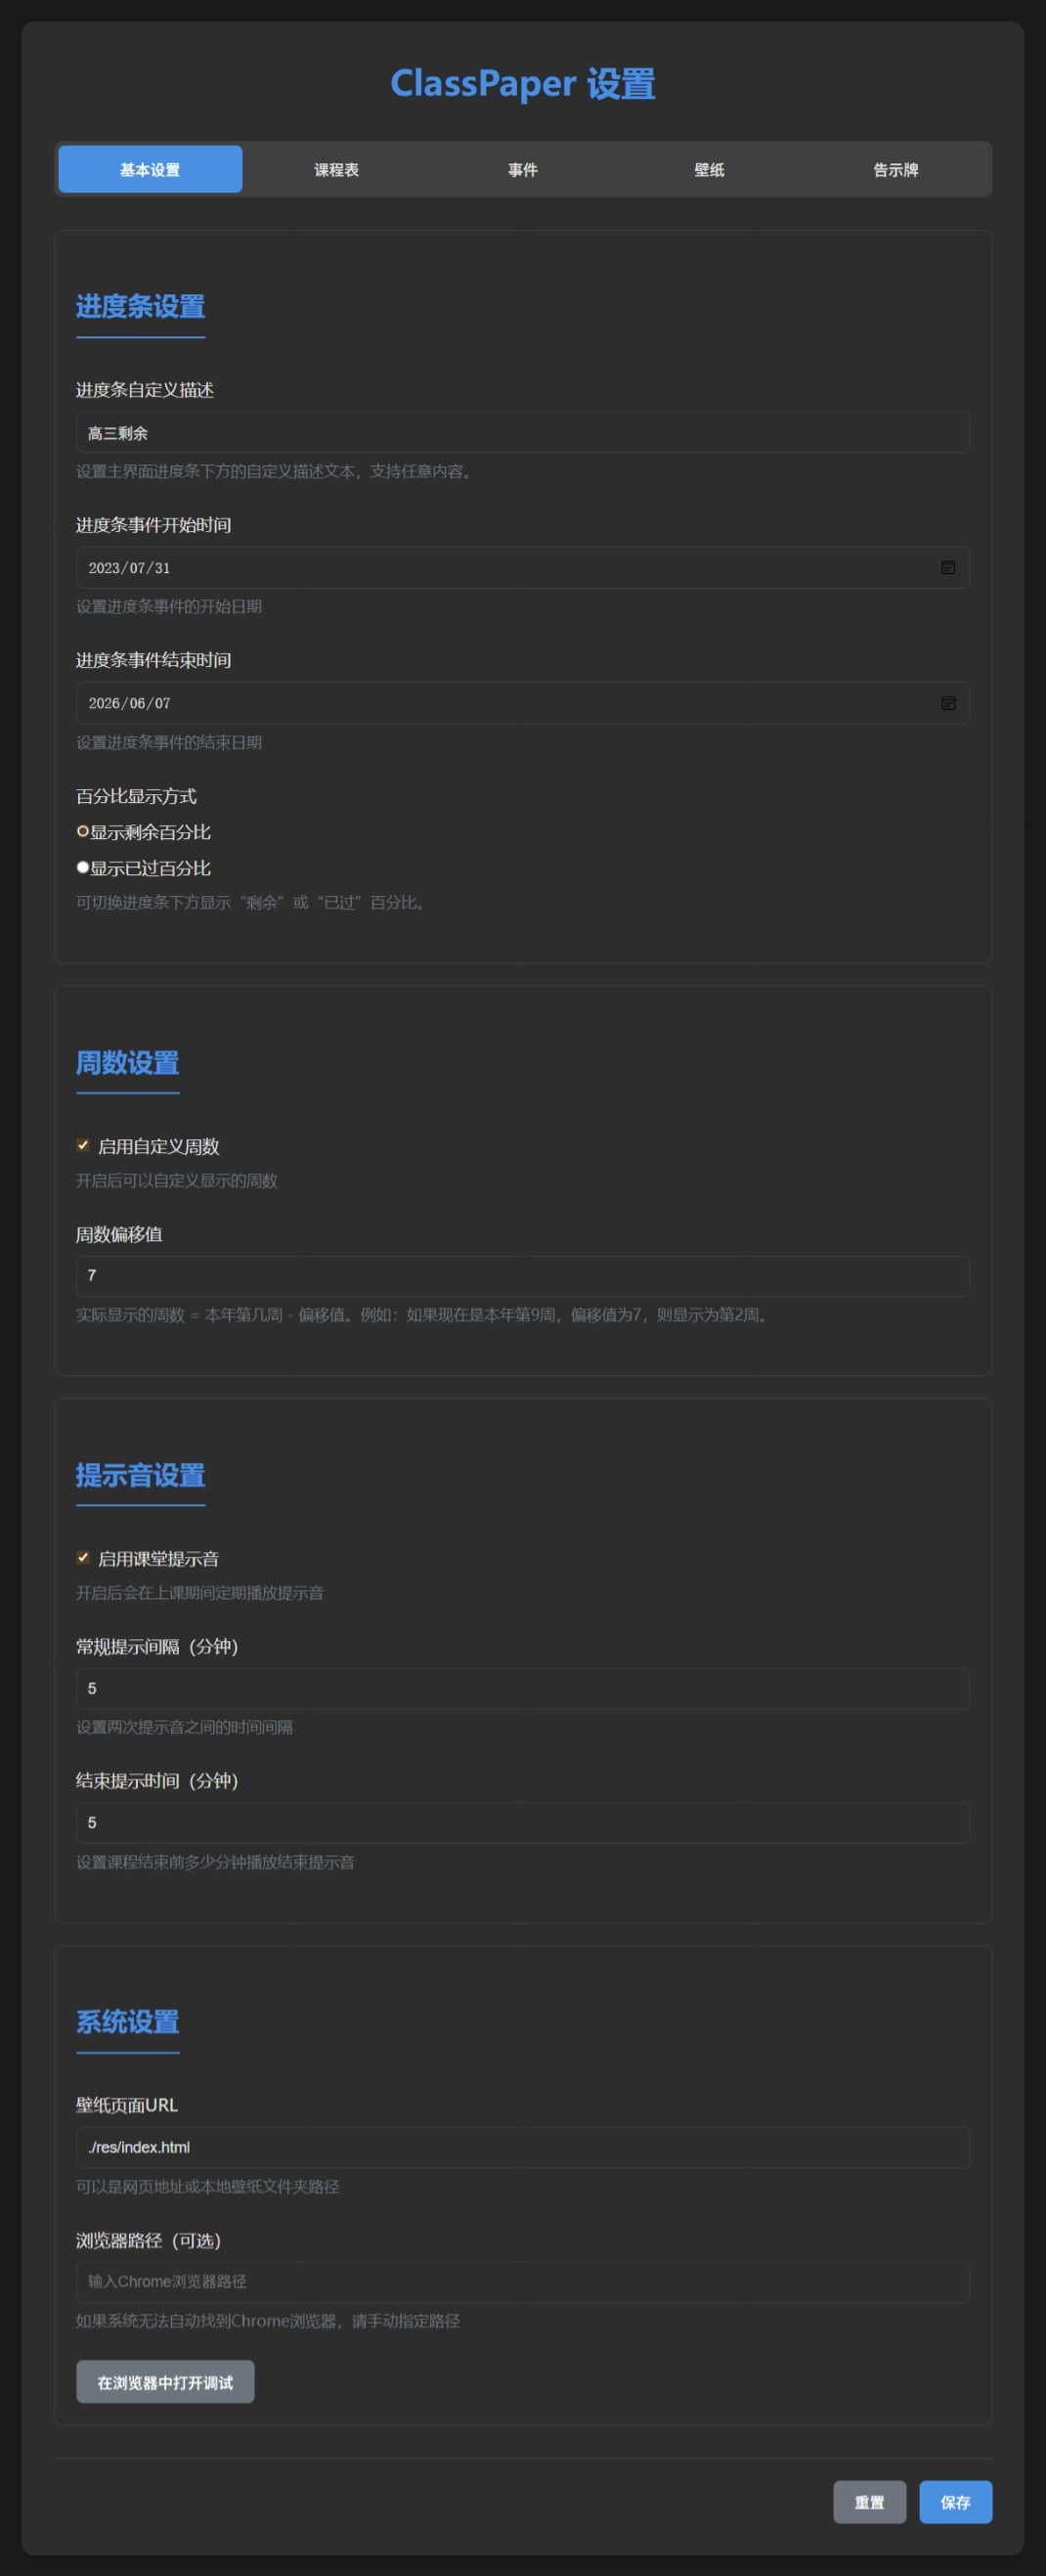 ClassPaper 设置
基本设置 课程表 事件 壁纸 告示牌
进度条设置
进度条自定义描述
高三剩余
设置主界面进度条下方的自定义描述文本，支持任意内容。
进度条事件开始时间
2023/07/31
设置进度条事件的开始日期
进度条事件结束时间
2026/06/07
设置进度条事件的结束日期
百分比显示方式
显示剩余百分比
显示已过百分比
可切换进度条下方显示“剩余”或“已过”百分比。
周数设置
启用自定义周数
开启后可以自定义显示的周数
周数偏移值
7
实际显示的周数 = 本年第几周 - 偏移值。例如：如果现在是本年第9周，偏移值为7，则显示为第2周。
提示音设置
启用课堂提示音
开启后会在上课期间定期播放提示音
常规提示间隔（分钟）
5
设置两次提示音之间的时间间隔
结束提示时间（分钟）
5
设置课程结束前多少分钟播放结束提示音
系统设置
壁纸页面URL
./res/index.html
可以是网页地址或本地壁纸文件夹路径
浏览器路径（可选）
输入Chrome浏览器路径
如果系统无法自动找到Chrome浏览器，请手动指定路径
在浏览器中打开调试
重置 保存